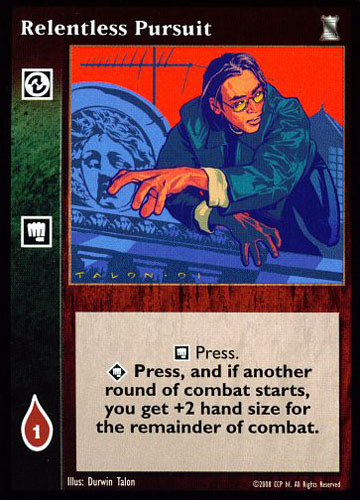 Relentless Pursuit
TALON·01
Press.
Press, and if another
round of combat starts,
you get +2 hand size for
the remainder of combat.
1
Illus: Durwin Talon
©2008 CCP hf. All Rights Reserved